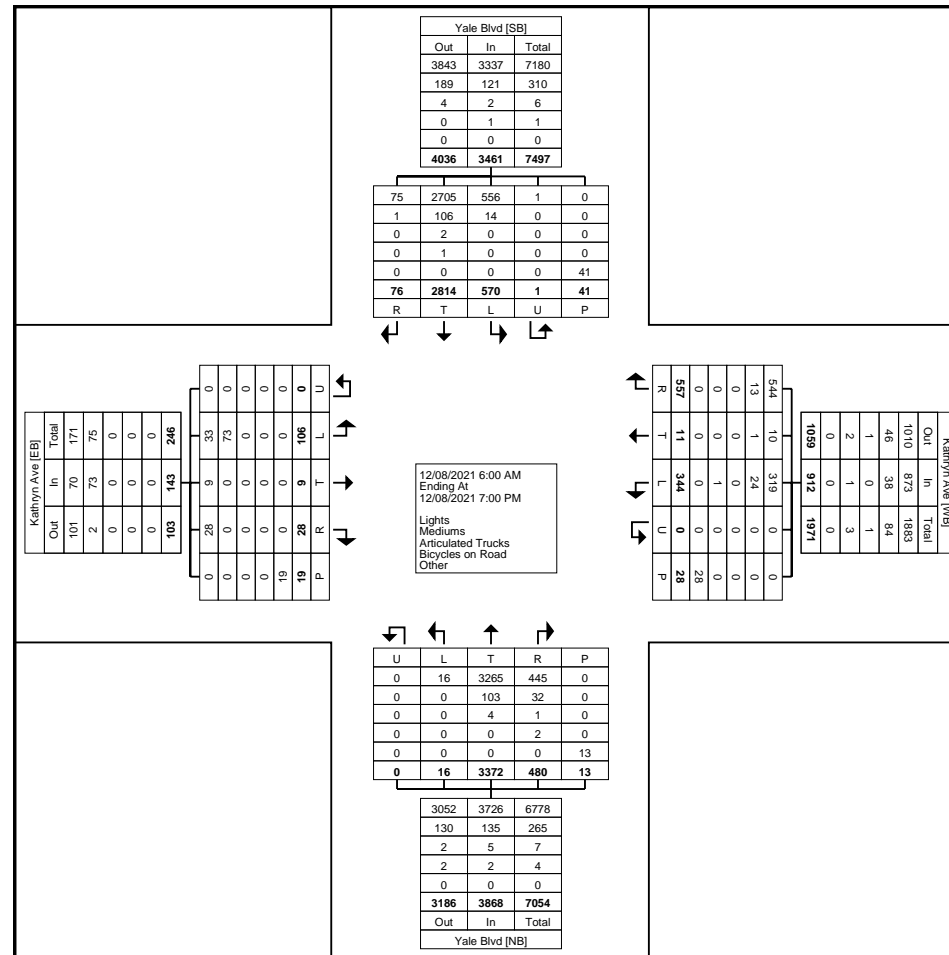 Yale Blvd [SB]
Out In Total
3843 3337 7180
189 121 310
4 2 6
0 1 1
0 0 0
4036 3461 7497
75 2705 556 1 0
1 106 14 0 0
0 2 0 0 0
0 1 0 0 0
0 0 0 0 41
76 2814 570 1 41
R T L U P
Kathryn Ave [EB]
Total In Out
171 70 101
75 73 2
0 0 0
0 0 0
0 0 0
246 143 103
0 33 9 28 0
0 73 0 0 0
0 0 0 0 0
0 0 0 0 0
0 0 0 0 19
0 106 9 28 19
U L T R P
12/08/2021 6:00 AM
Ending At
12/08/2021 7:00 PM
Lights
Mediums
Articulated Trucks
Bicycles on Road
Other
Kathryn Ave [WB]
Out In Total
1010 873 1883
46 38 84
1 0 1
2 1 3
0 0 0
1059 912 1971
544 10 319 0 0
13 1 24 0 0
0 0 0 0 0
0 0 1 0 0
0 0 0 0 28
557 11 344 0 28
R T L U P
U L T R P
0 16 3265 445 0
0 0 103 32 0
0 0 4 1 0
0 0 0 2 0
0 0 0 0 13
0 16 3372 480 13
3052 3726 6778
130 135 265
2 5 7
2 2 4
0 0 0
3186 3868 7054
Out In Total
Yale Blvd [NB]